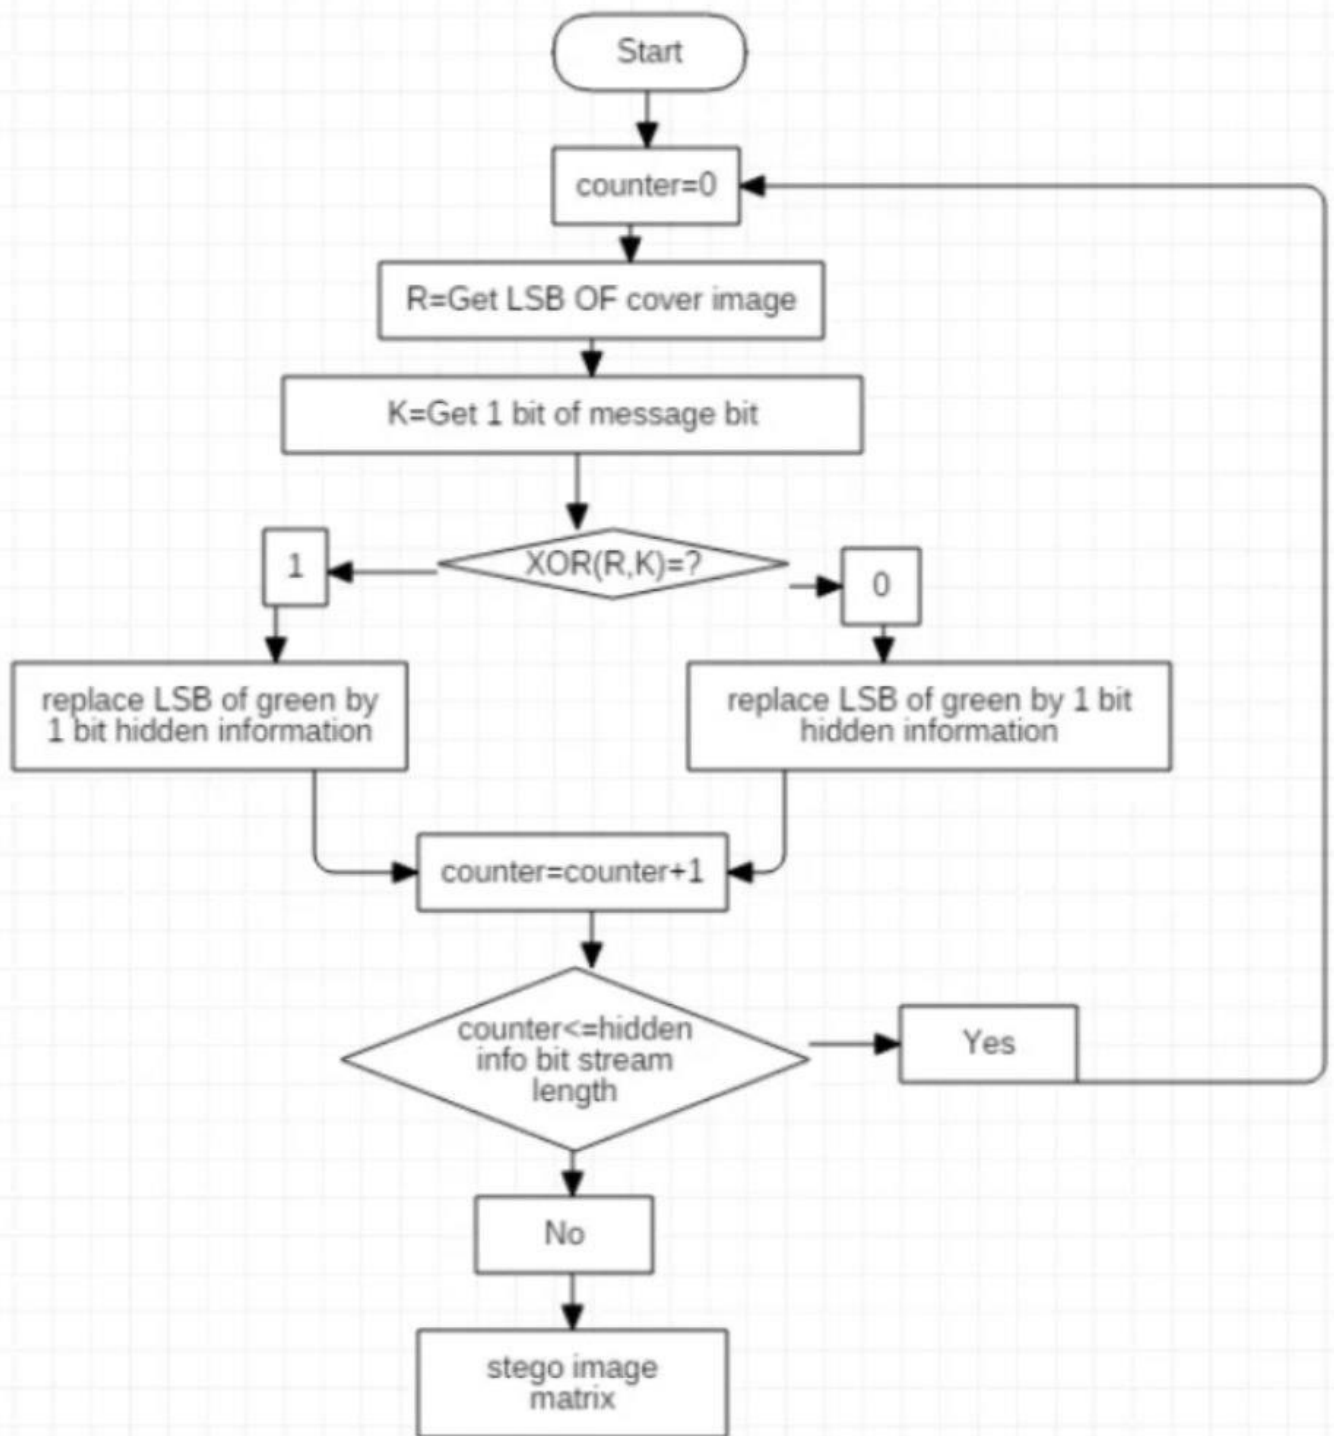 Start
counter=0
R=Get LSB OF cover image
K=Get 1 bit of message bit
XOR(R,K)=?
1
0
replace LSB of green by
1 bit hidden information
replace LSB of green by 1 bit
hidden information
counter=counter+1
counter<=hidden
info bit stream
length
Yes
No
stego image
matrix